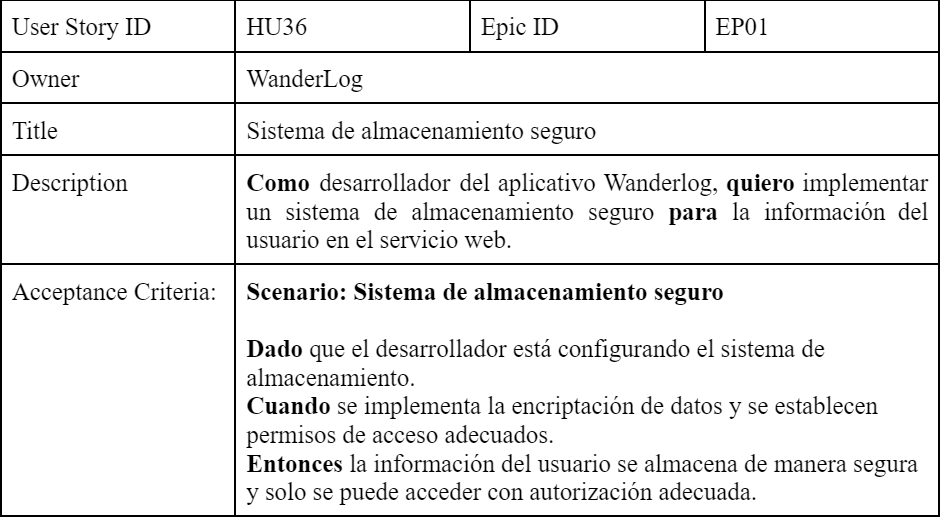 User Story ID HU36 Epic ID EP01
Owner WanderLog
Title Sistema de almacenamiento seguro
Description Como desarrollador del aplicativo Wanderlog, quiero implementar
un sistema de almacenamiento seguro para la información del
usuario en el servicio web.
Acceptance Criteria: Scenario: Sistema de almacenamiento seguro
Dado que el desarrollador está configurando el sistema de
almacenamiento.
Cuando se implementa la encriptación de datos y se establecen
permisos de acceso adecuados.
Entonces la información del usuario se almacena de manera segura
y solo se puede acceder con autorización adecuada.